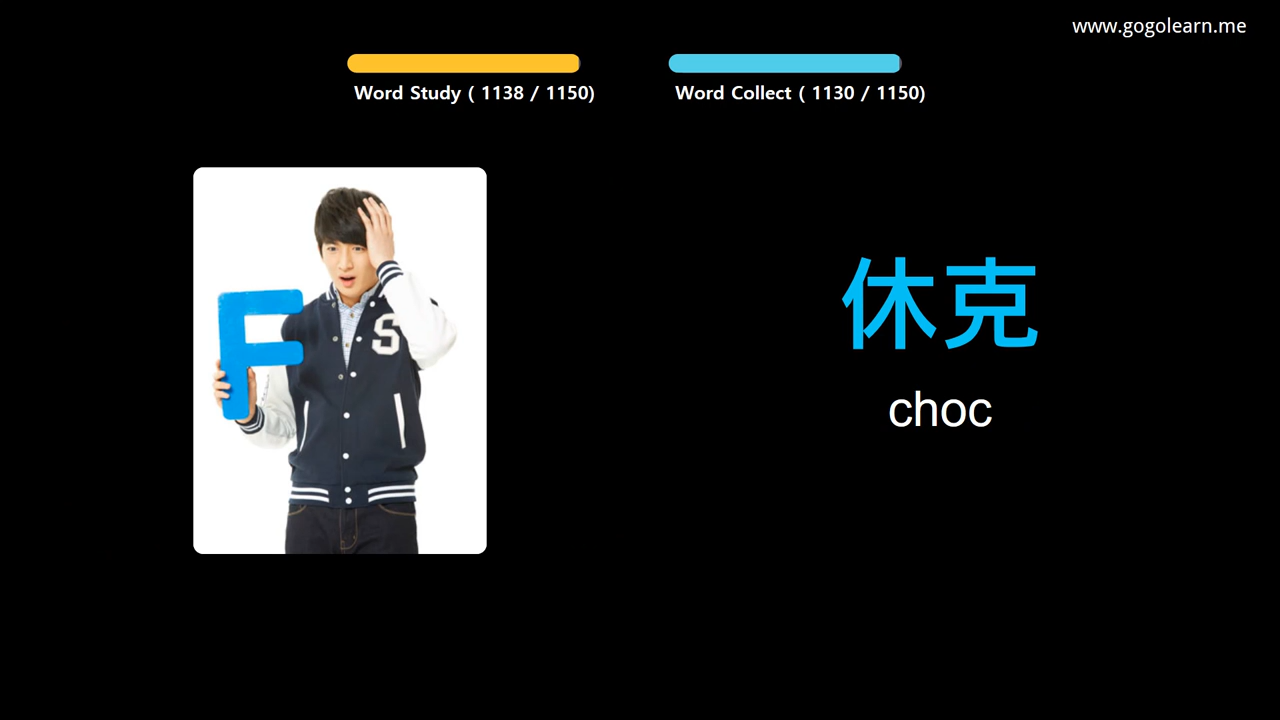 www.gogolearn.me
Word Study ( 1138 / 1150)
Word Collect ( 1130 / 1150)
F
S
休克
choc